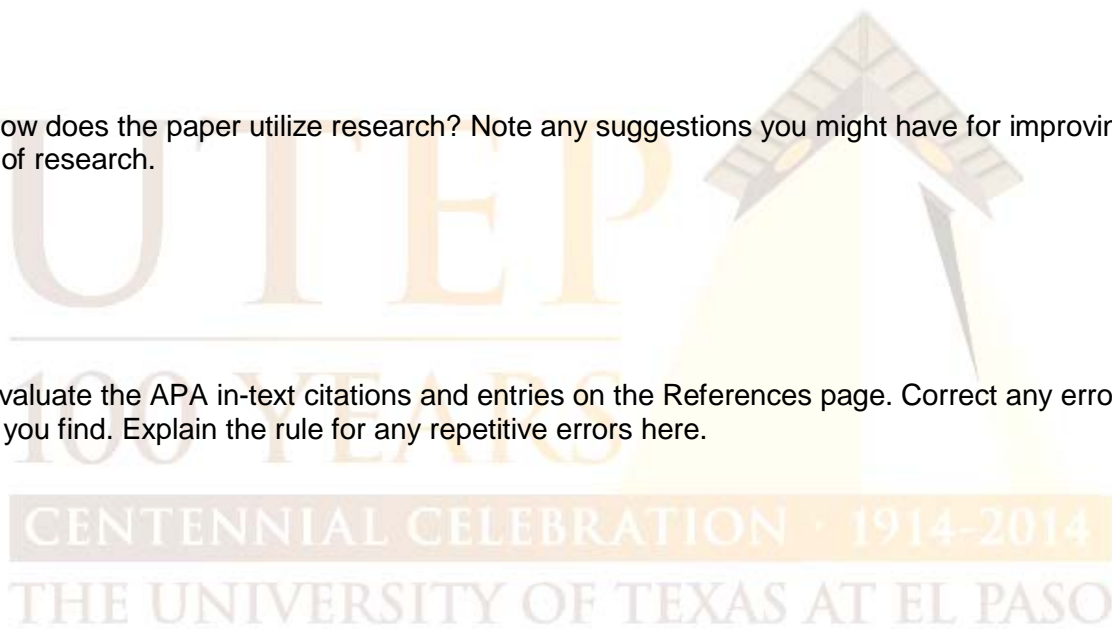 ow does the paper utilize research? Note any suggestions you might have for improvin
of research.
UTEP
valuate the APA in-text citations and entries on the References page. Correct any erro
you find. Explain the rule for any repetitive errors here.
100 YEARS
CENTENNIAL CELEBRATION · 1914-2014
THE UNIVERSITY OF TEXAS AT EL PASO